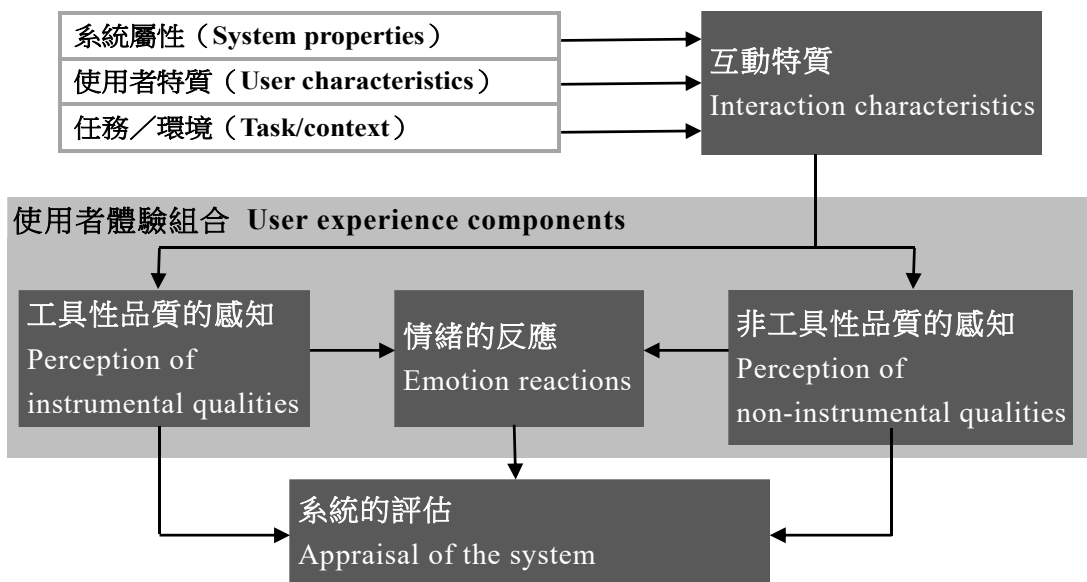 系統屬性（System properties）
使用者特質（User characteristics）
任務／環境（Task/context）
互動特質
Interaction characteristics
使用者體驗組合 User experience components
工具性品質的感知
Perception of
instrumental qualities
情緒的反應
Emotion reactions
非工具性品質的感知
Perception of
non-instrumental qualities
系統的評估
Appraisal of the system